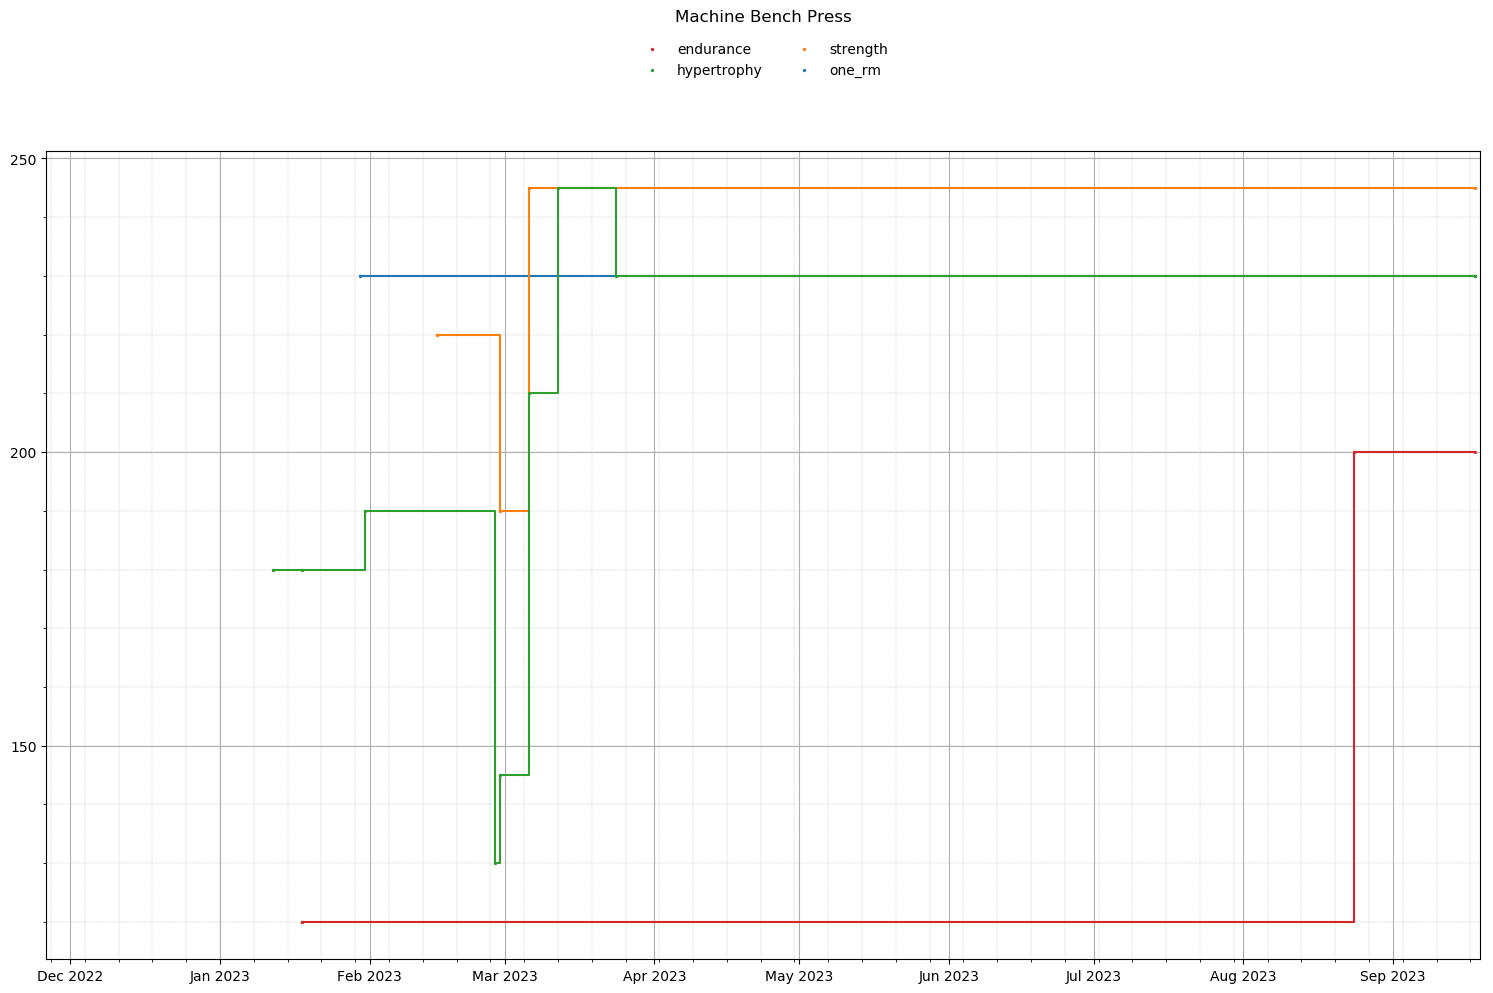 Machine Bench Press
endurance strength
hypertrophy one_rm
250
200
150
Dec 2022 Jan 2023 Feb 2023 Mar 2023 Apr 2023 May 2023 Jun 2023 Jul 2023 Aug 2023 Sep 2023